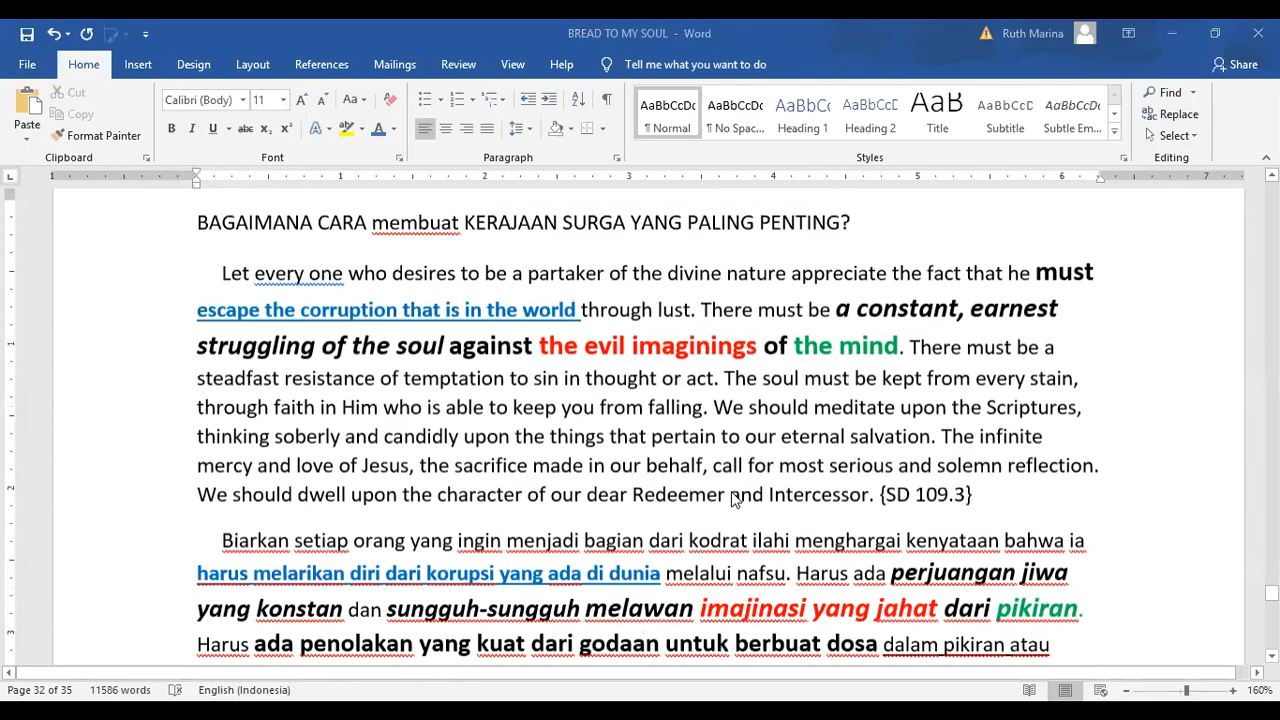 BREAD TO MY SOUL - Word
Ruth Marina
File Home Insert Design Layout References Mailings Review View Help Tell me what you want to do Share
Paste
Cut
Copy
Format Painter
Calibri (Body) 11
AaBbCcDc AaBbCcDc AaBbCc AaBbCcD AaB AaBbCcD AaBbCcDc
¶ Normal ¶ No Spac... Heading 1 Heading 2 Title Subtitle Subtle Em...
Find
Replace
Select
Clipboard Font Paragraph Styles Editing
1 1 2 3 4 5 6 7
BAGAIMANA CARA membuat KERAJAAN SURGA YANG PALING PENTING?
Let every one who desires to be a partaker of the divine nature appreciate the fact that he must
escape the corruption that is in the world through lust. There must be a constant, earnest
struggling of the soul against the evil imaginings of the mind. There must be a
steadfast resistance of temptation to sin in thought or act. The soul must be kept from every stain,
through faith in Him who is able to keep you from falling. We should meditate upon the Scriptures,
thinking soberly and candidly upon the things that pertain to our eternal salvation. The infinite
mercy and love of Jesus, the sacrifice made in our behalf, call for most serious and solemn reflection.
We should dwell upon the character of our dear Redeemer and Intercessor. {SD 109.3}
Biarkan setiap orang yang ingin menjadi bagian dari kodrat ilahi menghargai kenyataan bahwa ia
harus melarikan diri dari korupsi yang ada di dunia melalui nafsu. Harus ada perjuangan jiwa
yang konstan dan sungguh-sungguh melawan imajinasi yang jahat dari pikiran.
Harus ada penolakan yang kuat dari godaan untuk berbuat dosa dalam pikiran atau
Page 32 of 35 11586 words English (Indonesia) 160%